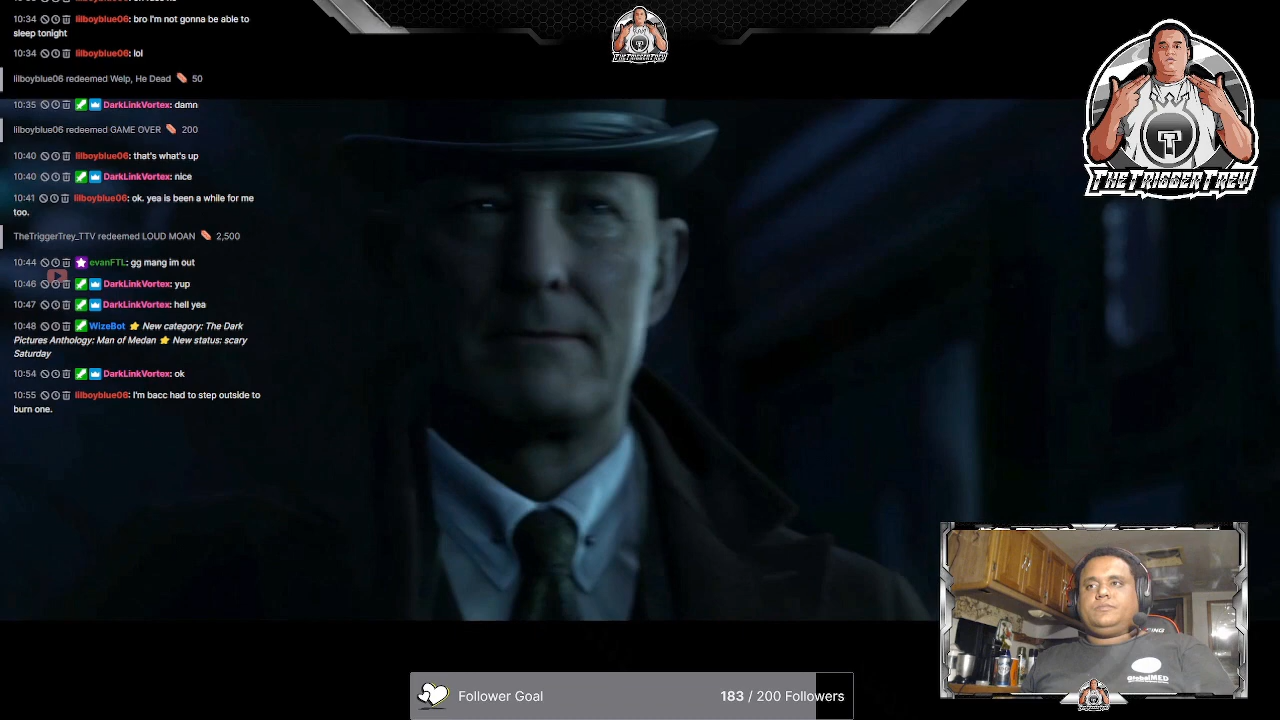 10:34 lilboyblue06: bro I'm not gonna be able to
sleep tonight
10:34 lilboyblue06: lol
lilboyblue06 redeemed Welp, He Dead 50
10:35 DarkLinkVortex: damn
lilboyblue06 redeemed GAME OVER 200
10:40 lilboyblue06: that's what's up
10:40 DarkLinkVortex: nice
10:41 lilboyblue06: ok. yea is been a while for me
too.
TheTriggerTrey_TTV redeemed LOUD MOAN 2,500
10:44 evanFTL: gg mang im out
10:46 DarkLinkVortex: yup
10:47 DarkLinkVortex: hell yea
10:48 WizeBot New category: The Dark
Pictures Anthology: Man of Medan New status: scary
Saturday
10:54 DarkLinkVortex: ok
10:55 lilboyblue06: I'm bacc had to step outside to
burn one.
THETRIGGERTREY
T
THETRIGGERTREY
GlobalMED
Follower Goal 183 / 200 Followers